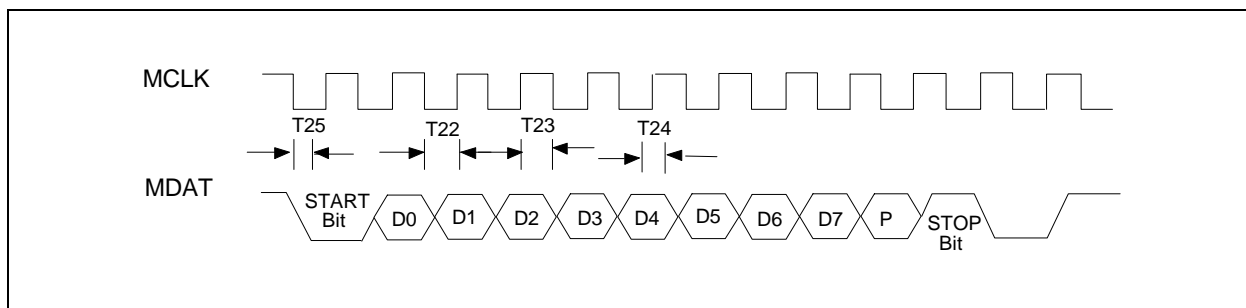 MCLK
T25 T22 T23 T24
MDAT
START
Bit
D0 D1 D2 D3 D4 D5 D6 D7 P
STOP
Bit